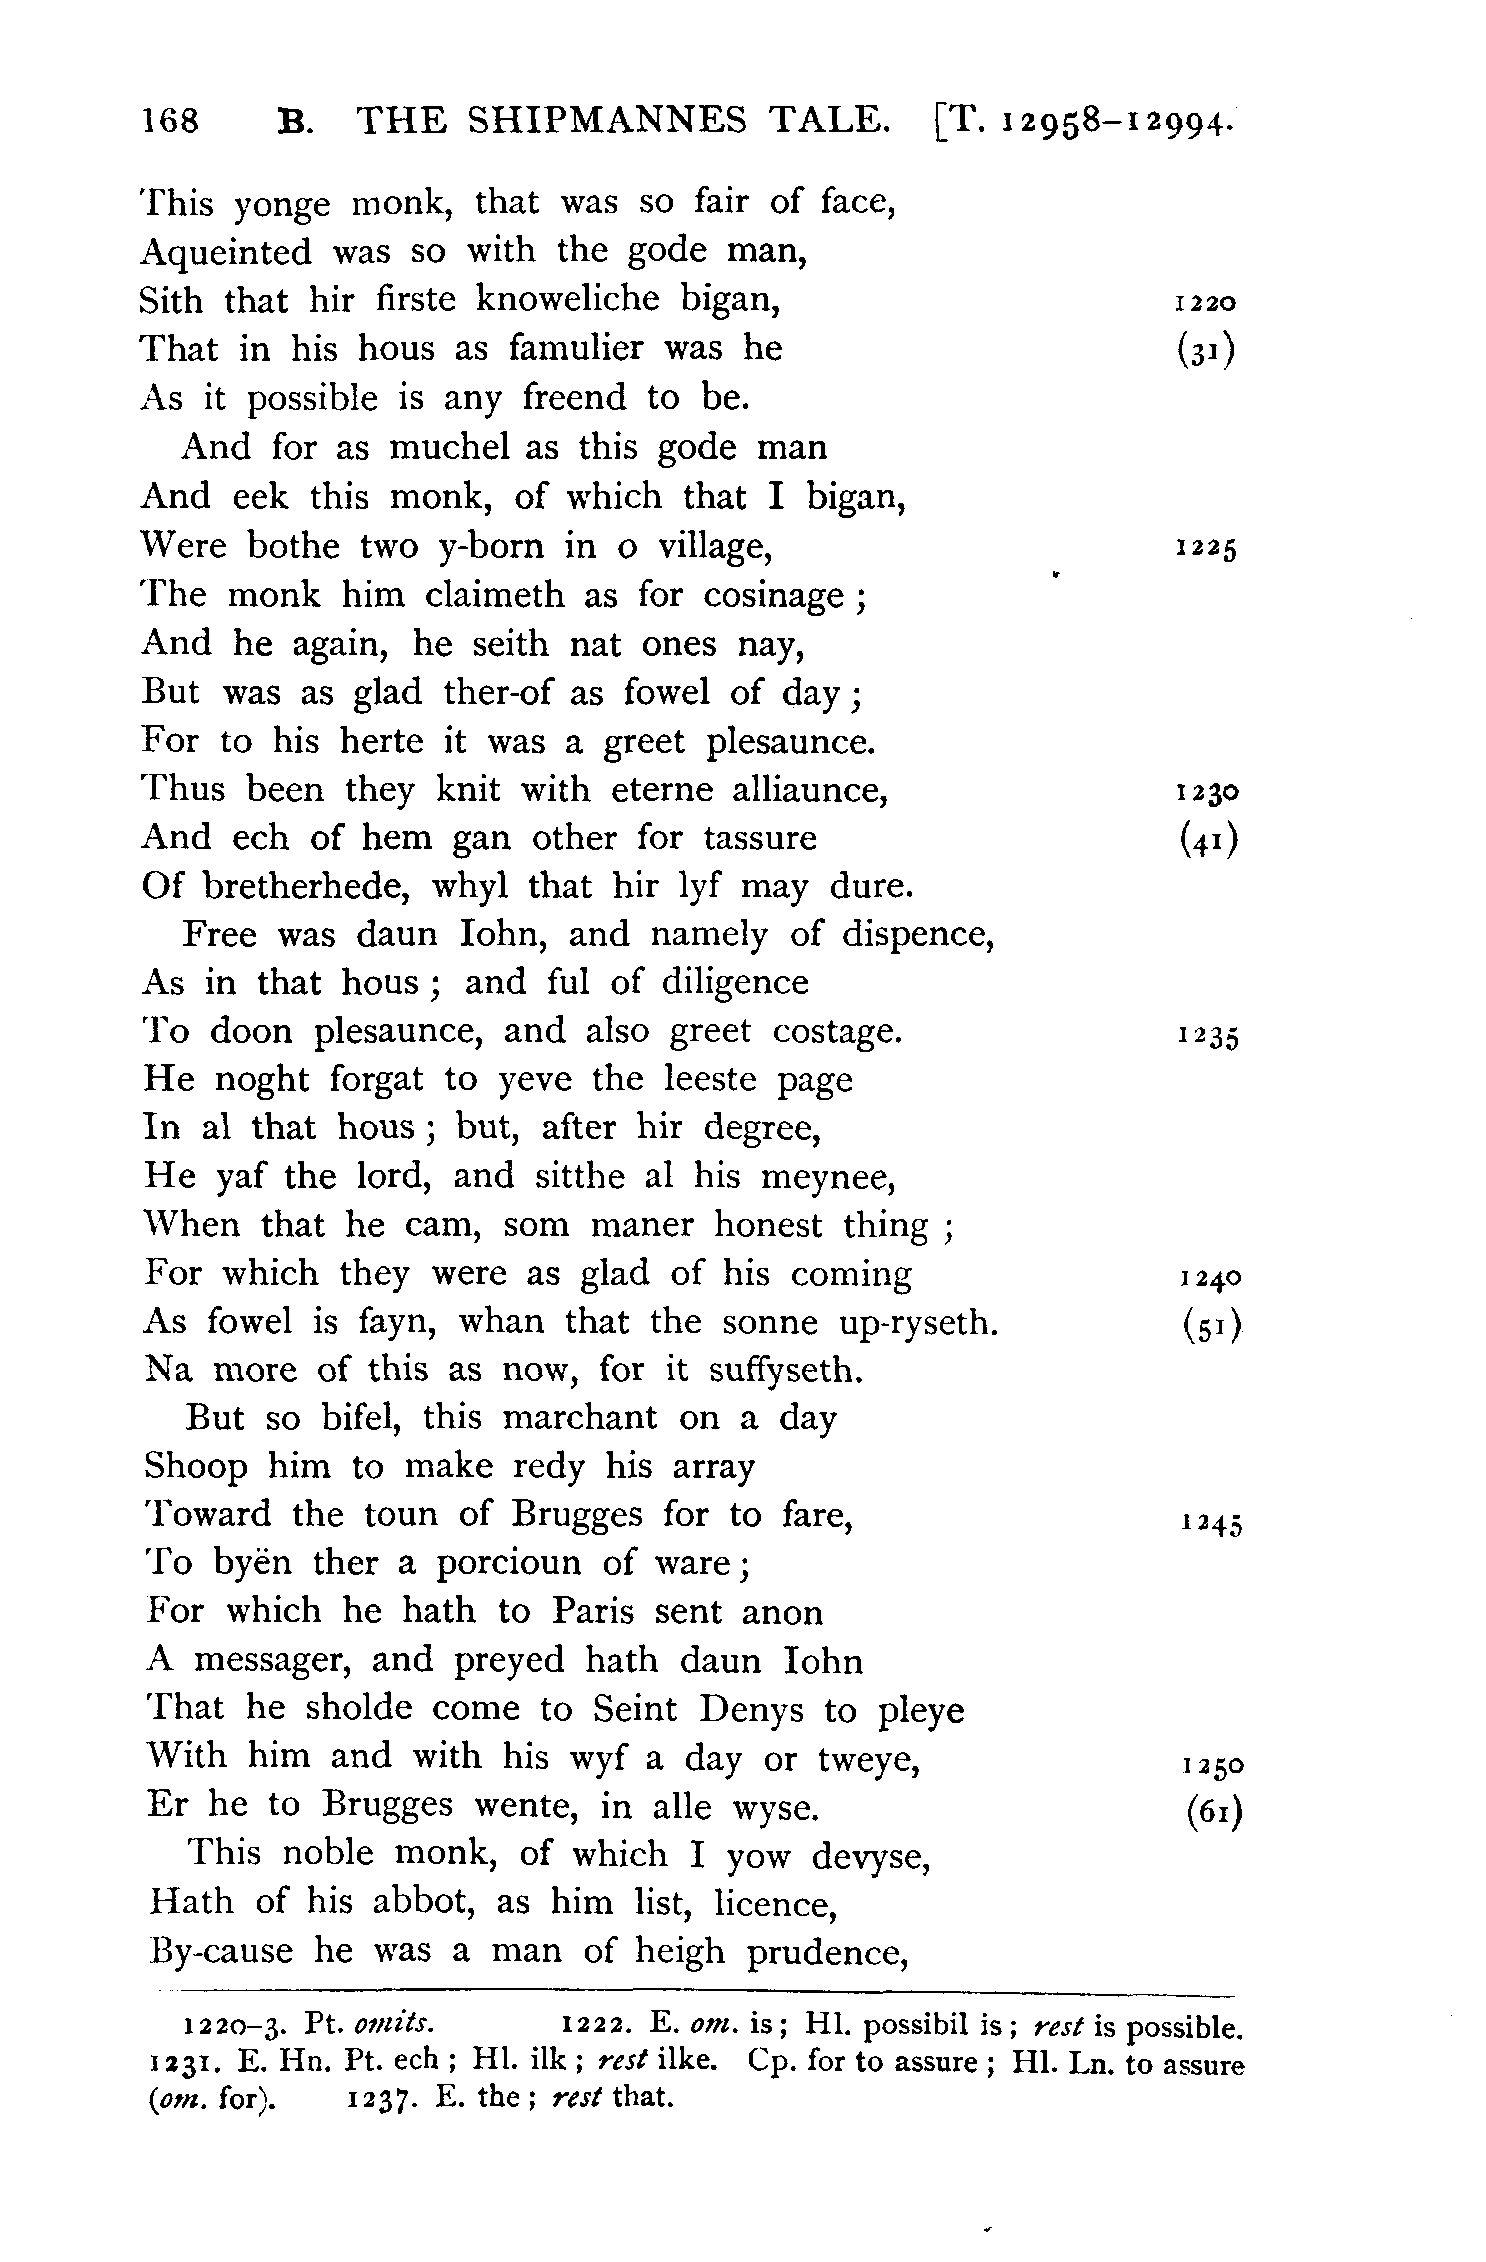 168 B. THE SHIPMANNES TALE. [T. 12958–12994.
This yonge monk, that was so fair of face,
Aqueinted was so with the gode man,
Sith that hir firste knoweliche bigan, 1220
That in his hous as famulier was he (31)
As it possible is any freend to be.
And for as muchel as this gode man
And eek this monk, of which that I bigan,
Were bothe two y-born in o village, 1225
The monk him claimeth as for cosinage ;
And he again, he seith nat ones nay,
But was as glad ther-of as fowel of day ;
For to his herte it was a greet plesaunce.
Thus been they knit with eterne alliaunce, 1230
And ech of hem gan other for tassure (41)
Of bretherhede, whyl that hir lyf may dure.
Free was daun Iohn, and namely of dispence,
As in that hous ; and ful of diligence
To doon plesaunce, and also greet costage. 1235
He noght forgat to yeve the leeste page
In al that hous ; but, after hir degree,
He yaf the lord, and sitthe al his meynee,
When that he cam, som maner honest thing ;
For which they were as glad of his coming 1240
As fowel is fayn, whan that the sonne up-ryseth. (51)
Na more of this as now, for it suffyseth.
But so bifel, this marchant on a day
Shoop him to make redy his array
Toward the toun of Brugges for to fare, 1245
To byën ther a porcioun of ware ;
For which he hath to Paris sent anon
A messager, and preyed hath daun Iohn
That he sholde come to Seint Denys to pleye
With him and with his wyf a day or tweye, 1250
Er he to Brugges wente, in alle wyse. (61)
This noble monk, of which I yow devyse,
Hath of his abbot, as him list, licence,
By-cause he was a man of heigh prudence,
1220–3. Pt. omits. 1222. E. om. is ; Hl. possibil is ; rest is possible.
1231. E. Hn. Pt. ech ; Hl. ilk ; rest ilke. Cp. for to assure ; Hl. Ln. to assure
(om. for). 1237. E. the ; rest that.